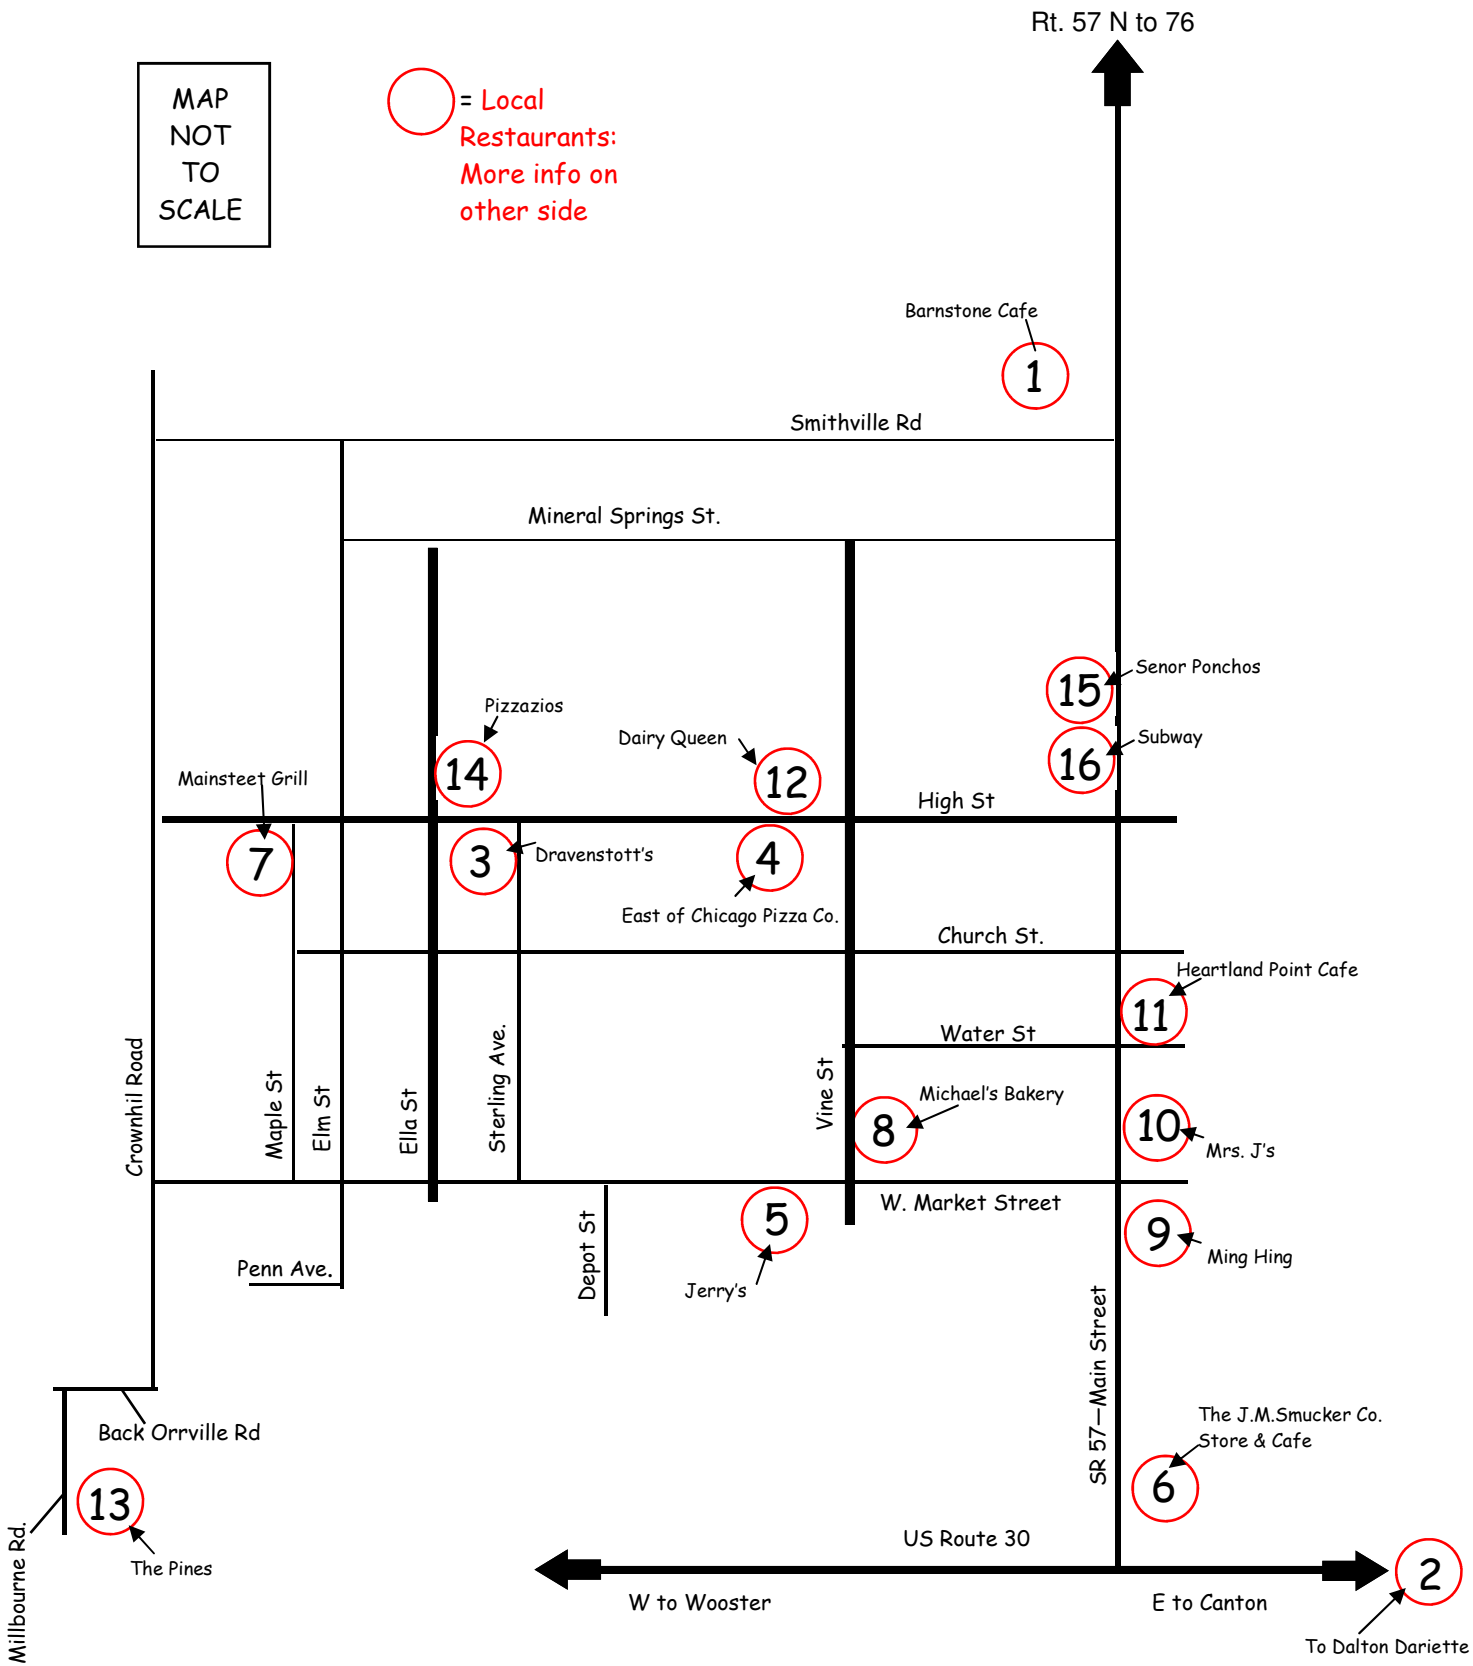 Rt. 57 N to 76
MAP
NOT
TO
SCALE
= Local
Restaurants:
More info on
other side
Barnstone Cafe
1
Smithville Rd
Mineral Springs St.
15
Senor Ponchos
Pizzazios
14
Dairy Queen
12
Subway
16
Mainsteet Grill
High St
7
3
Dravenstott's
4
East of Chicago Pizza Co.
Church St.
Heartland Point Cafe
11
Water St
Crownhil Road
Maple St
Elm St
Ella St
Sterling Ave.
Vine St
Michael's Bakery
8
10
Mrs. J's
W. Market Street
5
Jerry's
Depot St
Penn Ave.
9
Ming Hing
SR 57—Main Street
Back Orrville Rd
The J.M.Smucker Co.
Store & Cafe
6
13
The Pines
Millbourne Rd.
US Route 30
W to Wooster
E to Canton
2
To Dalton Dariette